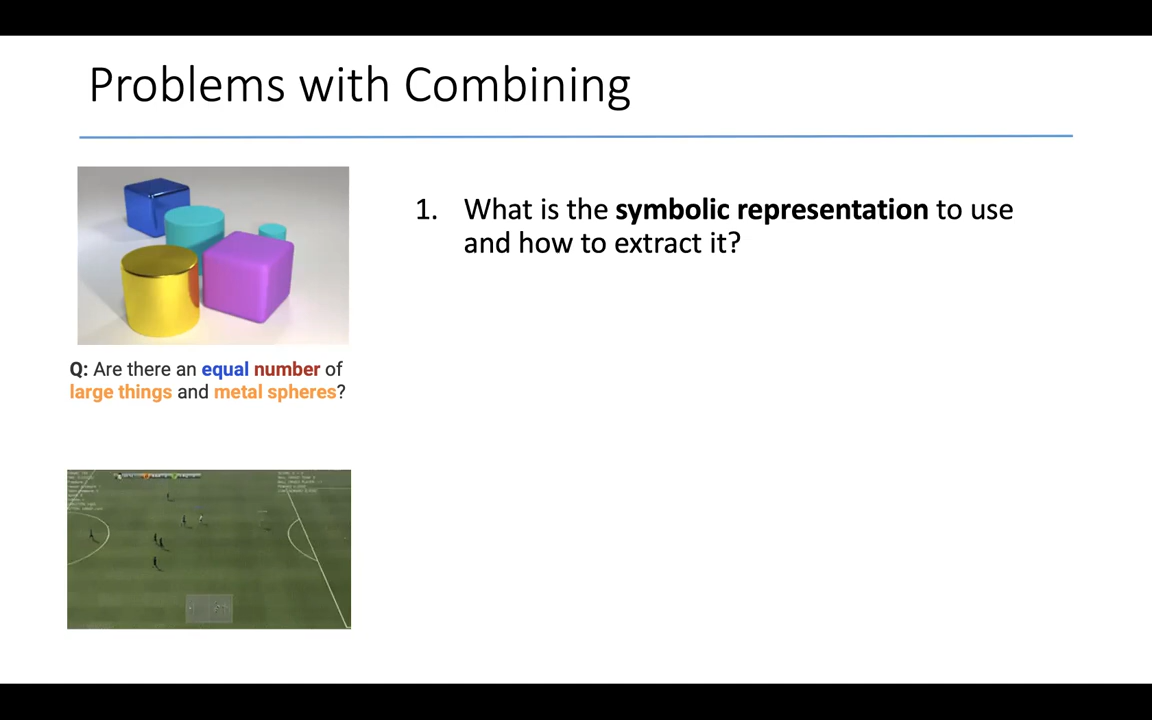 Problems with Combining
1. What is the symbolic representation to use
and how to extract it?
Q: Are there an equal number of
large things and metal spheres?